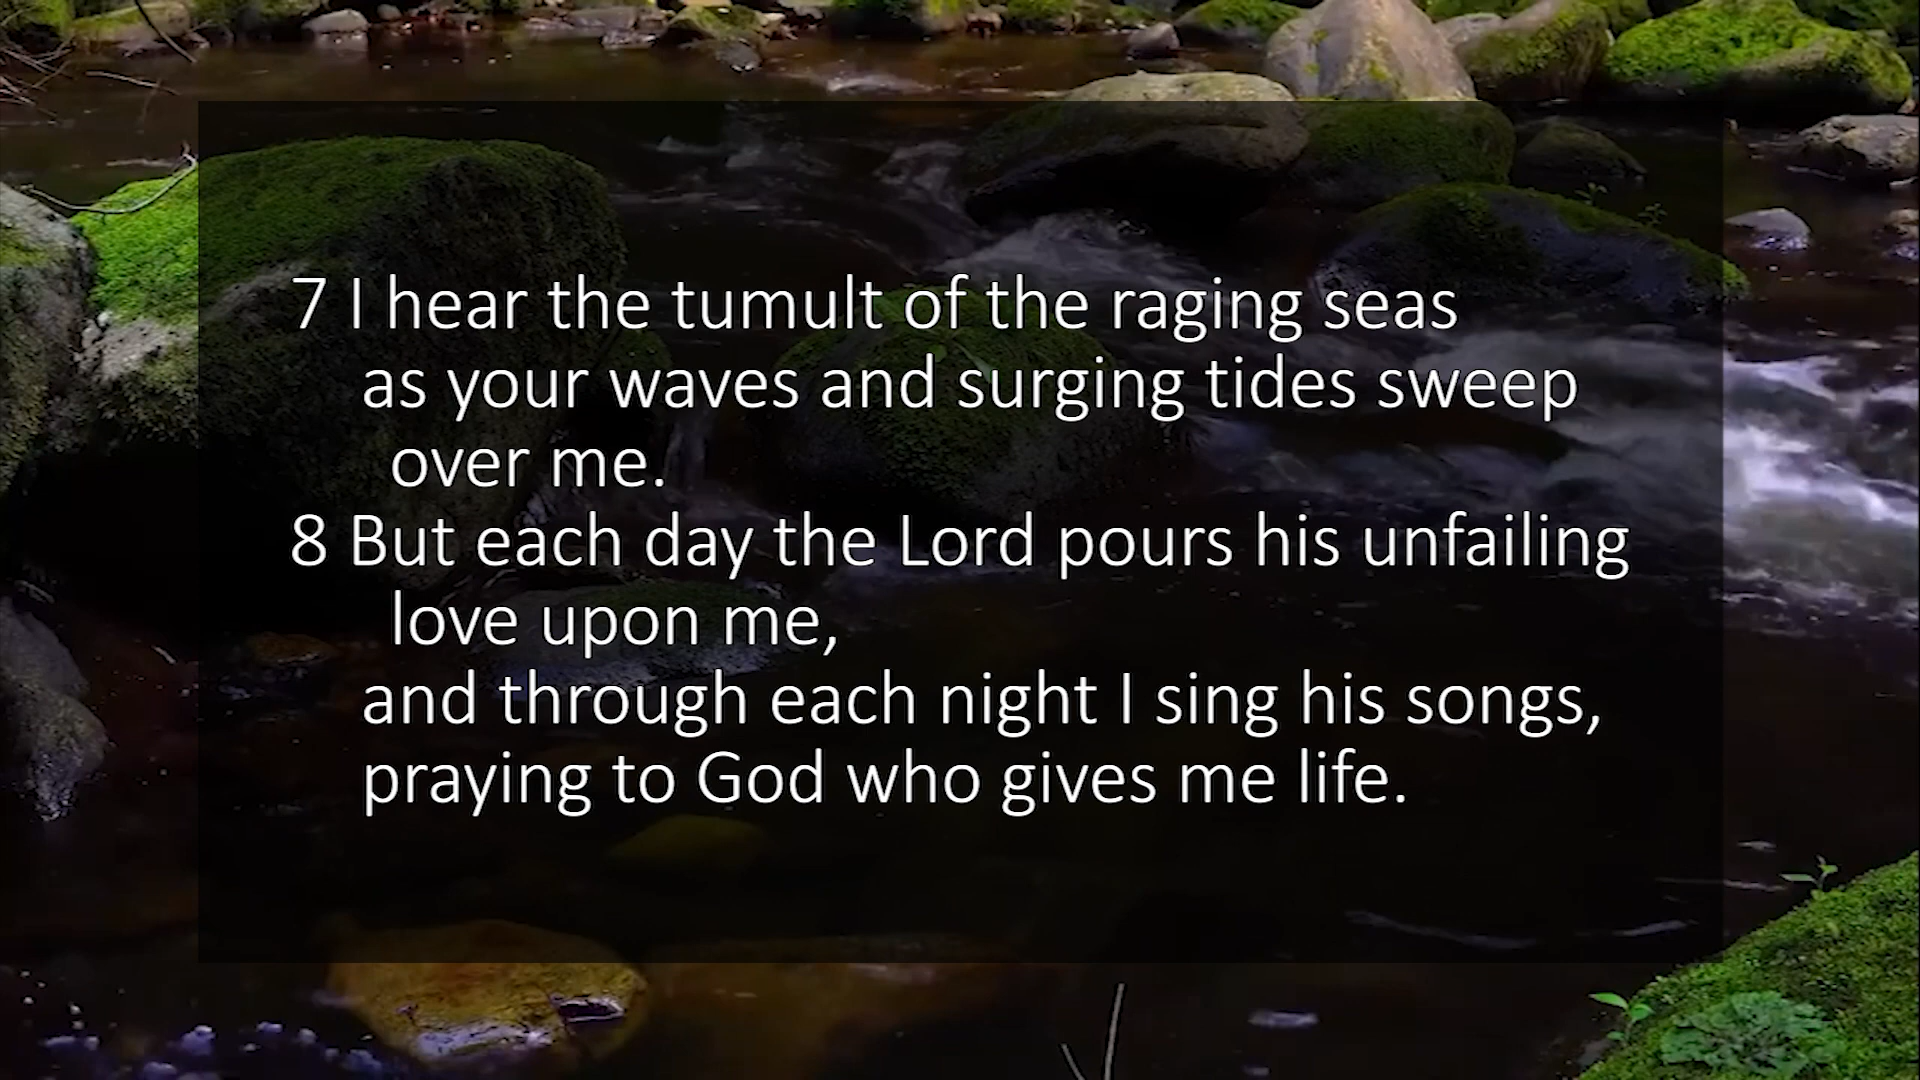 7 I hear the tumult of the raging seas
as your waves and surging tides sweep
over me.
8 But each day the Lord pours his unfailing
love upon me,
and through each night I sing his songs,
praying to God who gives me life.